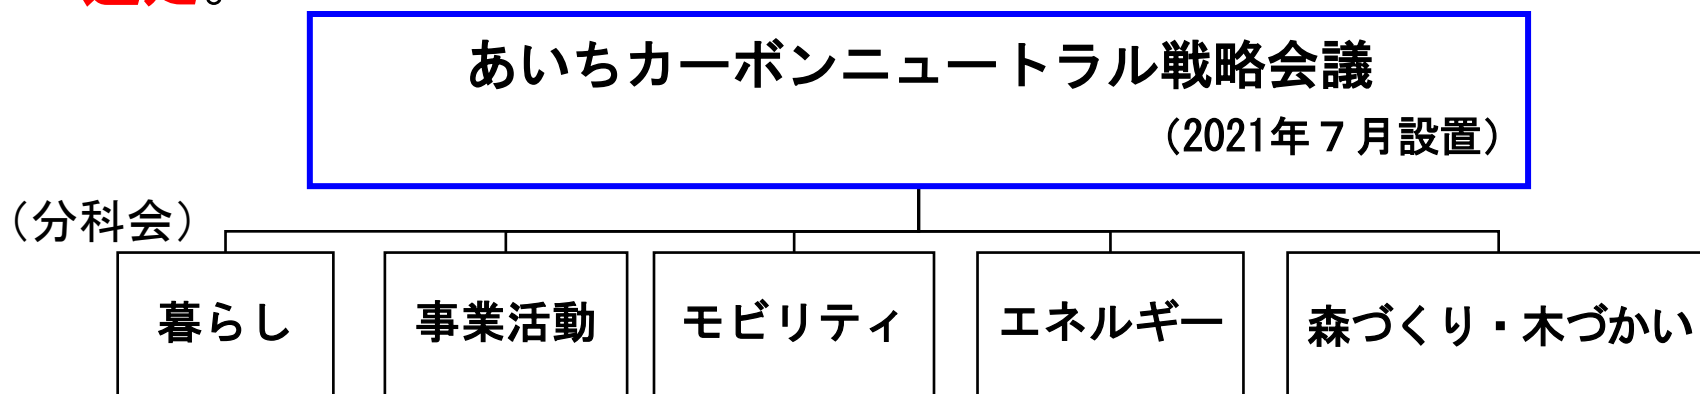 あいちカーボンニュートラル戦略会議
（2021年７月設置）
（分科会）
暮らし
事業活動
モビリティ
エネルギー
森づくり・木づかい